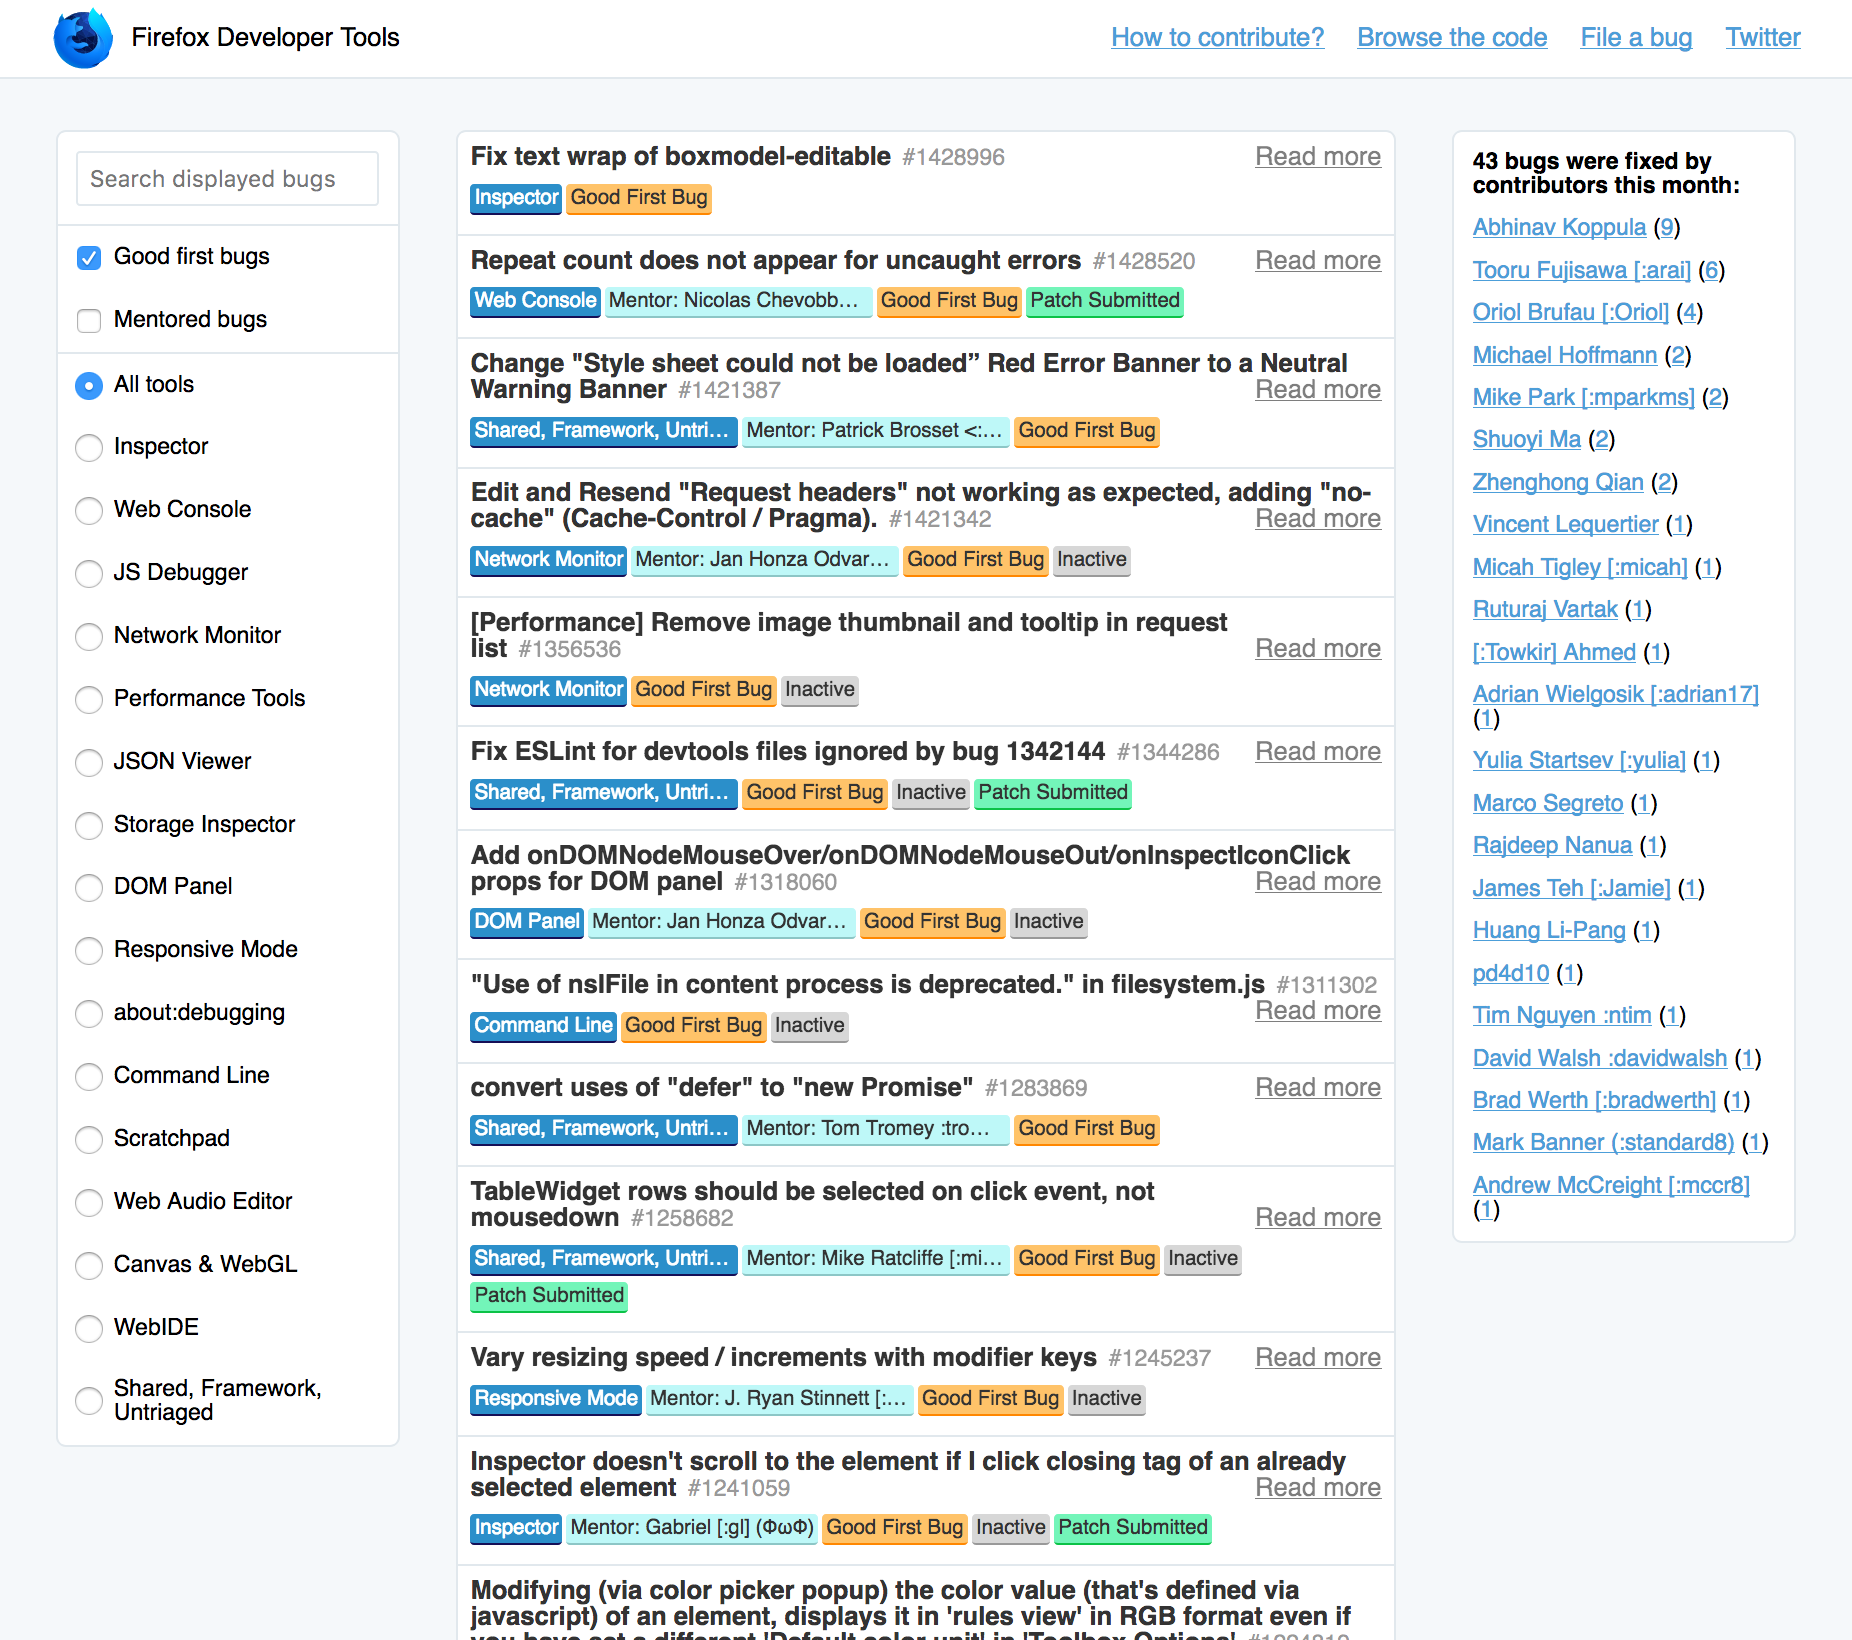 Firefox Developer Tools
How to contribute? Browse the code File a bug Twitter
Search displayed bugs
Good first bugs
Mentored bugs
All tools
Inspector
Web Console
JS Debugger
Network Monitor
Performance Tools
JSON Viewer
Storage Inspector
DOM Panel
Responsive Mode
about:debugging
Command Line
Scratchpad
Web Audio Editor
Canvas & WebGL
WebIDE
Shared, Framework,
Untriaged
Fix text wrap of boxmodel-editable #1428996 Read more
Inspector Good First Bug
Repeat count does not appear for uncaught errors #1428520 Read more
Web Console Mentor: Nicolas Chevobb... Good First Bug Patch Submitted
Change "Style sheet could not be loaded” Red Error Banner to a Neutral
Warning Banner #1421387 Read more
Shared, Framework, Untri... Mentor: Patrick Brosset <:... Good First Bug
Edit and Resend "Request headers" not working as expected, adding "no-
cache" (Cache-Control / Pragma). #1421342 Read more
Network Monitor Mentor: Jan Honza Odvar... Good First Bug Inactive
[Performance] Remove image thumbnail and tooltip in request
list #1356536 Read more
Network Monitor Good First Bug Inactive
Fix ESLint for devtools files ignored by bug 1342144 #1344286 Read more
Shared, Framework, Untri... Good First Bug Inactive Patch Submitted
Add onDOMNodeMouseOver/onDOMNodeMouseOut/onInspectIconClick
props for DOM panel #1318060 Read more
DOM Panel Mentor: Jan Honza Odvar... Good First Bug Inactive
"Use of nsIFile in content process is deprecated." in filesystem.js #1311302
Read more
Command Line Good First Bug Inactive
convert uses of "defer" to "new Promise" #1283869 Read more
Shared, Framework, Untri... Mentor: Tom Tromey :tro... Good First Bug
TableWidget rows should be selected on click event, not
mousedown #1258682 Read more
Shared, Framework, Untri... Mentor: Mike Ratcliffe [:mi... Good First Bug Inactive
Patch Submitted
Vary resizing speed / increments with modifier keys #1245237 Read more
Responsive Mode Mentor: J. Ryan Stinnett [:... Good First Bug Inactive
Inspector doesn't scroll to the element if I click closing tag of an already
selected element #1241059 Read more
Inspector Mentor: Gabriel [:gl] (ΦωΦ) Good First Bug Inactive Patch Submitted
Modifying (via color picker popup) the color value (that's defined via
javascript) of an element, displays it in 'rules view' in RGB format even if
you have set a different 'Default color unit' in 'Toolbox Options'
43 bugs were fixed by
contributors this month:
Abhinav Koppula (9)
Tooru Fujisawa [:arai] (6)
Oriol Brufau [:Oriol] (4)
Michael Hoffmann (2)
Mike Park [:mparkms] (2)
Shuoyi Ma (2)
Zhenghong Qian (2)
Vincent Lequertier (1)
Micah Tigley [:micah] (1)
Ruturaj Vartak (1)
[:Towkir] Ahmed (1)
Adrian Wielgosik [:adrian17]
(1)
Yulia Startsev [:yulia] (1)
Marco Segreto (1)
Rajdeep Nanua (1)
James Teh [:Jamie] (1)
Huang Li-Pang (1)
pd4d10 (1)
Tim Nguyen :ntim (1)
David Walsh :davidwalsh (1)
Brad Werth [:bradwerth] (1)
Mark Banner (:standard8) (1)
Andrew McCreight [:mccr8]
(1)